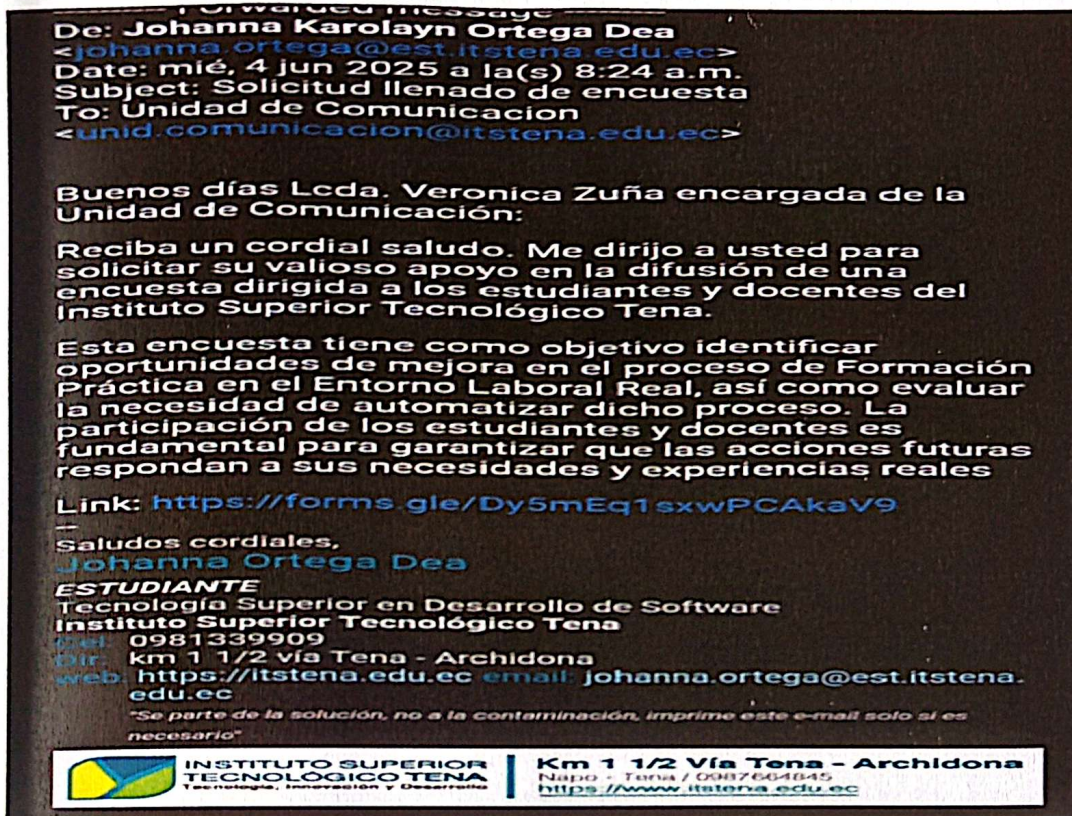 ---------- Forwarded message ---------
De: Johanna Karolayn Ortega Dea
<johanna.ortega@est.itstena.edu.ec>
Date: mié, 4 jun 2025 a la(s) 8:24 a.m.
Subject: Solicitud llenado de encuesta
To: Unidad de Comunicacion
<unid.comunicacion@itstena.edu.ec>
Buenos días Lcda. Veronica Zuña encargada de la
Unidad de Comunicación:
Reciba un cordial saludo. Me dirijo a usted para
solicitar su valioso apoyo en la difusión de una
encuesta dirigida a los estudiantes y docentes del
Instituto Superior Tecnológico Tena.
Esta encuesta tiene como objetivo identificar
oportunidades de mejora en el proceso de Formación
Práctica en el Entorno Laboral Real, así como evaluar
la necesidad de automatizar dicho proceso. La
participación de los estudiantes y docentes es
fundamental para garantizar que las acciones futuras
respondan a sus necesidades y experiencias reales
Link: https://forms.gle/Dy5mEq1sxwPCAkaV9
--
Saludos cordiales,
Johanna Ortega Dea
ESTUDIANTE
Tecnología Superior en Desarrollo de Software
Instituto Superior Tecnológico Tena
Cel: 0981339909
Dir: km 1 1/2 vía Tena - Archidona
web. https://itstena.edu.ec email: johanna.ortega@est.itstena.
edu.ec
"Se parte de la solución, no a la contaminación, imprime este e-mail solo si es
necesario"
INSTITUTO SUPERIOR
TECNOLÓGICO TENA
Tecnología, Innovación y Desarrollo
Km 1 1/2 Vía Tena - Archidona
Napo - Tena / 0987664845
https://www.itstena.edu.ec